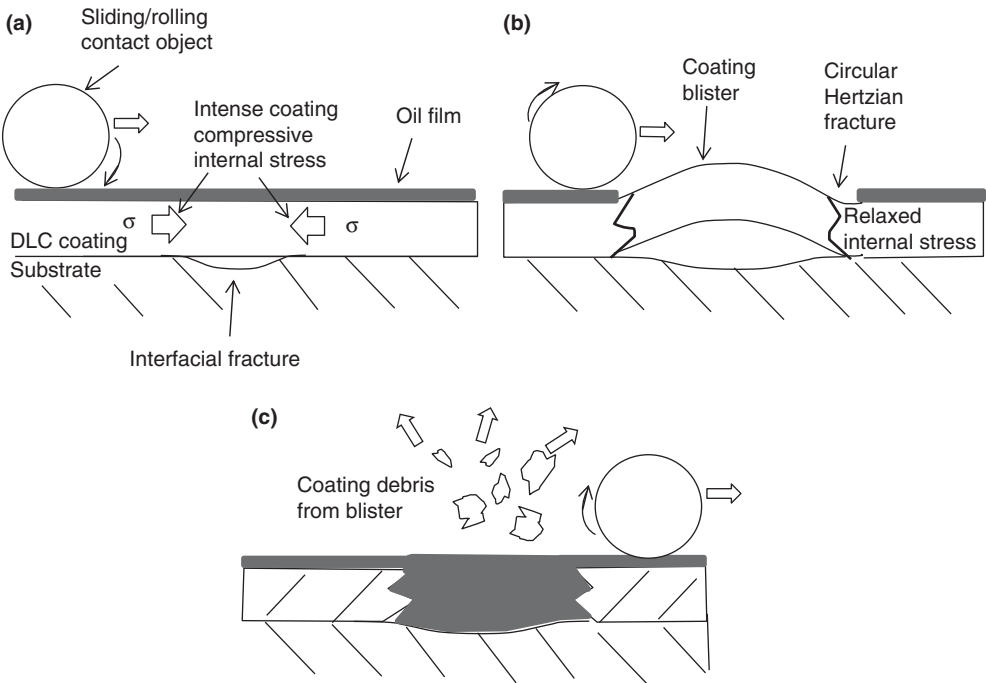 (a)
Sliding/rolling
contact object
Intense coating
compressive
internal stress
Oil film
σ
σ
DLC coating
Substrate
Interfacial fracture
(b)
Coating
blister
Circular
Hertzian
fracture
Relaxed
internal stress
(c)
Coating debris
from blister